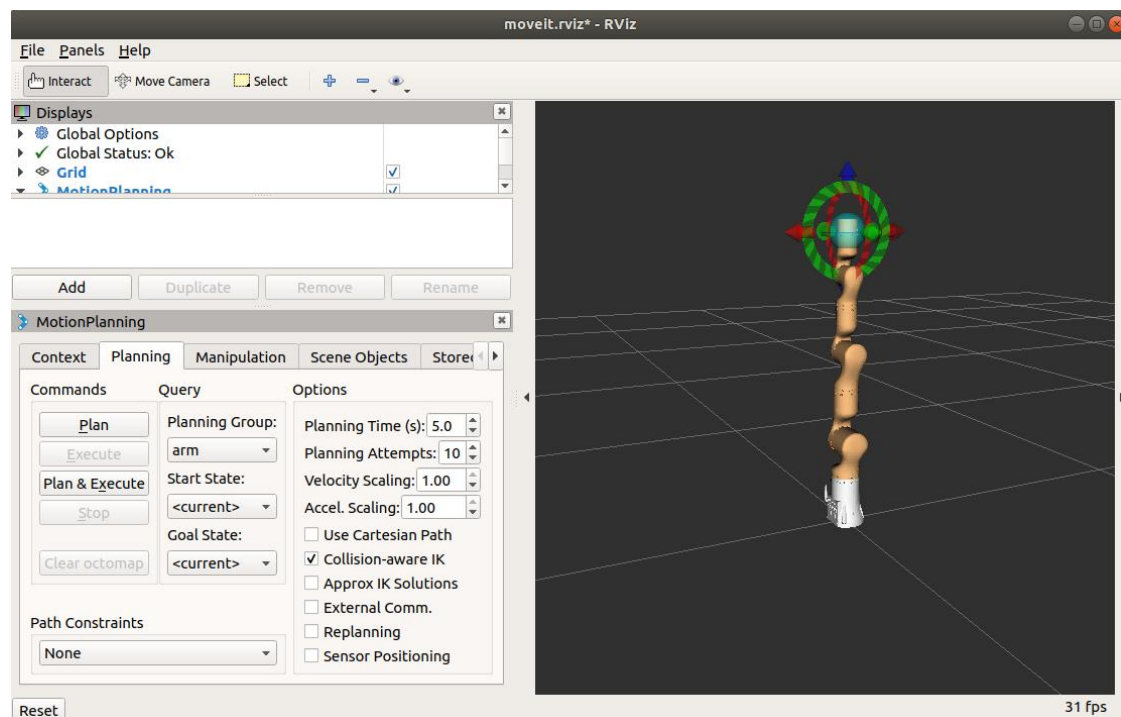 moveit.rviz* - RViz
File Panels Help
Interact Move Camera Select
Displays
Global Options
Global Status: Ok
Grid
MotionPlanning
Add Duplicate Remove Rename
MotionPlanning
Context Planning Manipulation Scene Objects Stored
Commands Query Options
Plan
Execute
Plan & Execute
Stop
Clear octomap
Planning Group:
arm
Start State:
<current>
Goal State:
<current>
Planning Time (s): 5.0
Planning Attempts: 10
Velocity Scaling: 1.00
Accel. Scaling: 1.00
Use Cartesian Path
Collision-aware IK
Approx IK Solutions
External Comm.
Replanning
Sensor Positioning
Path Constraints
None
Reset
31 fps